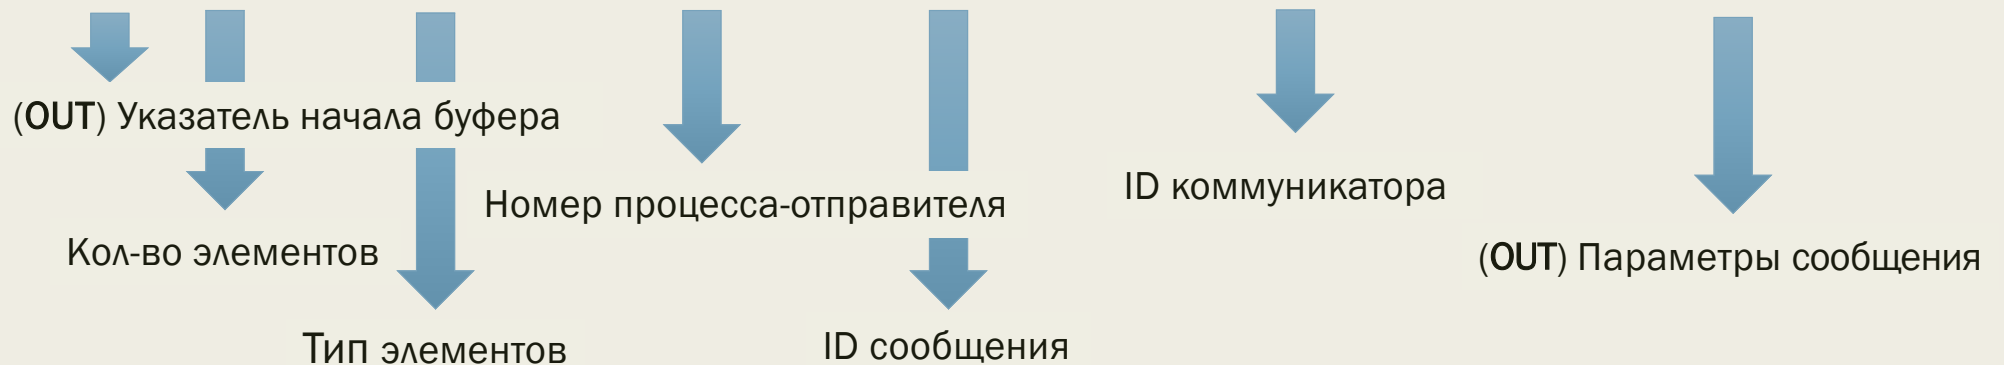 (OUT) Указатель начала буфера
Кол-во элементов
Тип элементов
Номер процесса-отправителя
ID сообщения
ID коммуникатора
(OUT) Параметры сообщения